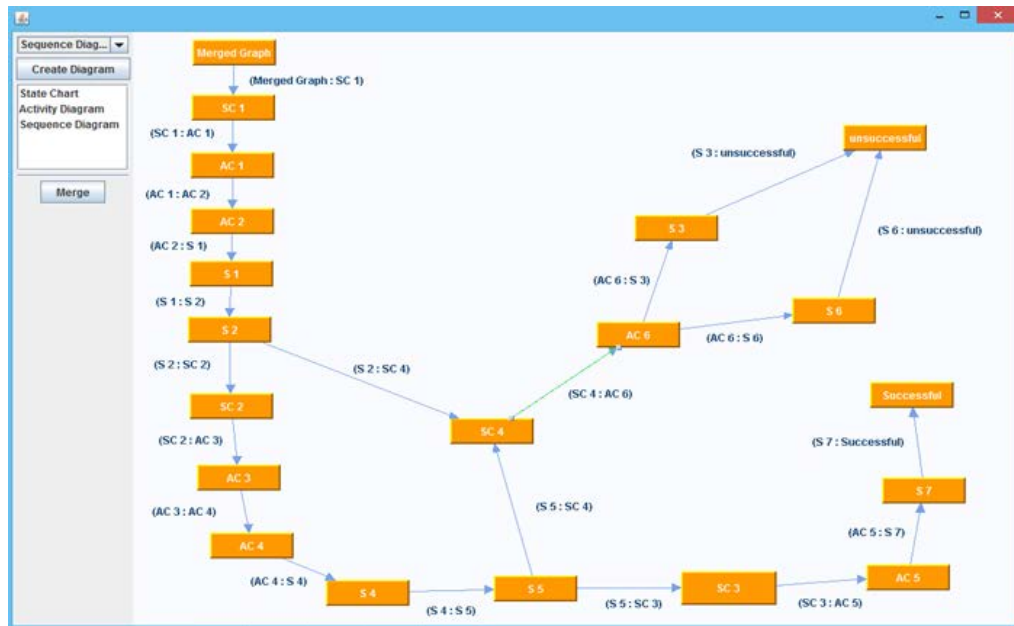 Sequence Diag...
Create Diagram
State Chart
Activity Diagram
Sequence Diagram
Merge
Merged Graph
(Merged Graph : SC 1)
SC 1
(SC 1 : AC 1)
AC 1
(AC 1 : AC 2)
AC 2
(AC 2 : S 1)
S 1
(S 1 : S 2)
S 2
(S 2 : SC 2)
(S 2 : SC 4)
SC 2
(SC 2 : AC 3)
AC 3
(AC 3 : AC 4)
AC 4
(AC 4 : S 4)
S 4
(S 4 : S 5)
S 5
(S 5 : SC 4)
SC 4
(SC 4 : AC 6)
AC 6
(AC 6 : S 3)
S 3
(S 3 : unsuccessful)
unsuccessful
(AC 6 : S 6)
S 6
(S 6 : unsuccessful)
(S 5 : SC 3)
SC 3
(SC 3 : AC 5)
AC 5
(AC 5 : S 7)
S 7
(S 7 : Successful)
Successful